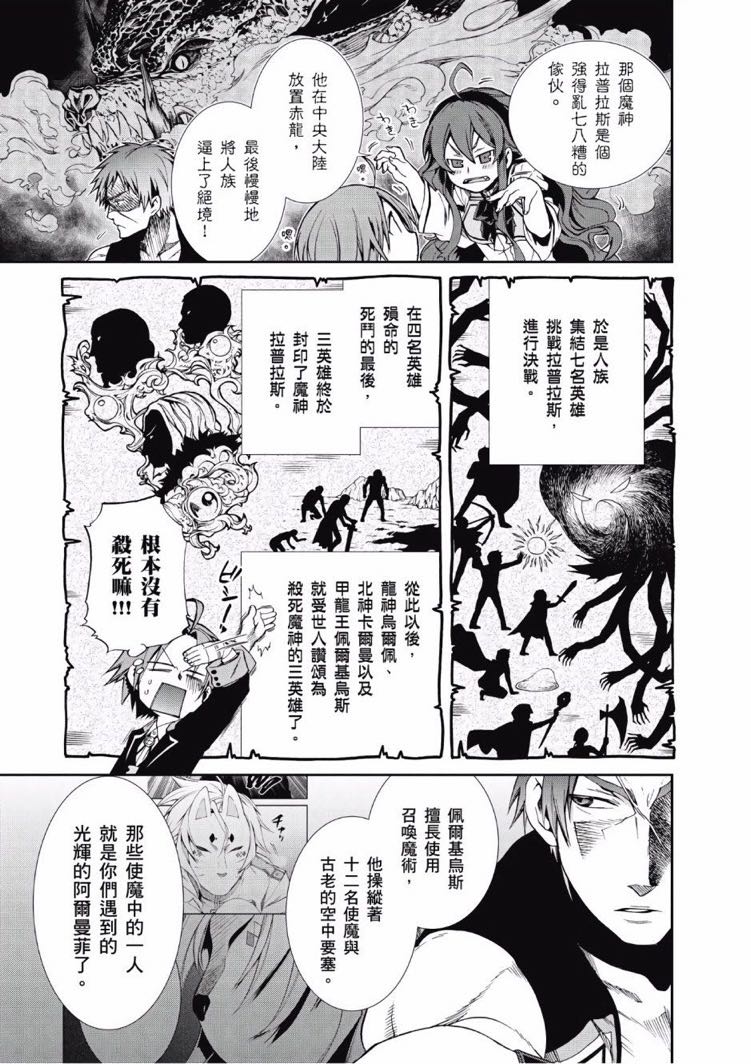 那個魔神
拉普拉斯是個
強得亂七八糟的
傢伙。
わき
わき
他在中央大陸
放置赤龍，
最後慢慢地
將人族
逼上了絕境！
嗯。
嗯。
於是人族
集結七名英雄
挑戰拉普拉斯，
進行決戰。
在四名英雄
殞命的
死鬥的最後，
三英雄終於
封印了魔神
拉普拉斯。
從此以後，
龍神烏爾佩、
北神卡爾曼以及
甲龍王佩爾基烏斯
就受世人讚頌為
殺死魔神的三英雄了。
根本沒有
殺死嘛!!!
ビシー！
佩爾基烏斯
擅長使用
召喚魔術，
他操縱著
十二名使魔與
古老的空中要塞。
那些使魔中的一人
就是你們遇到的
光輝的阿爾曼菲了。